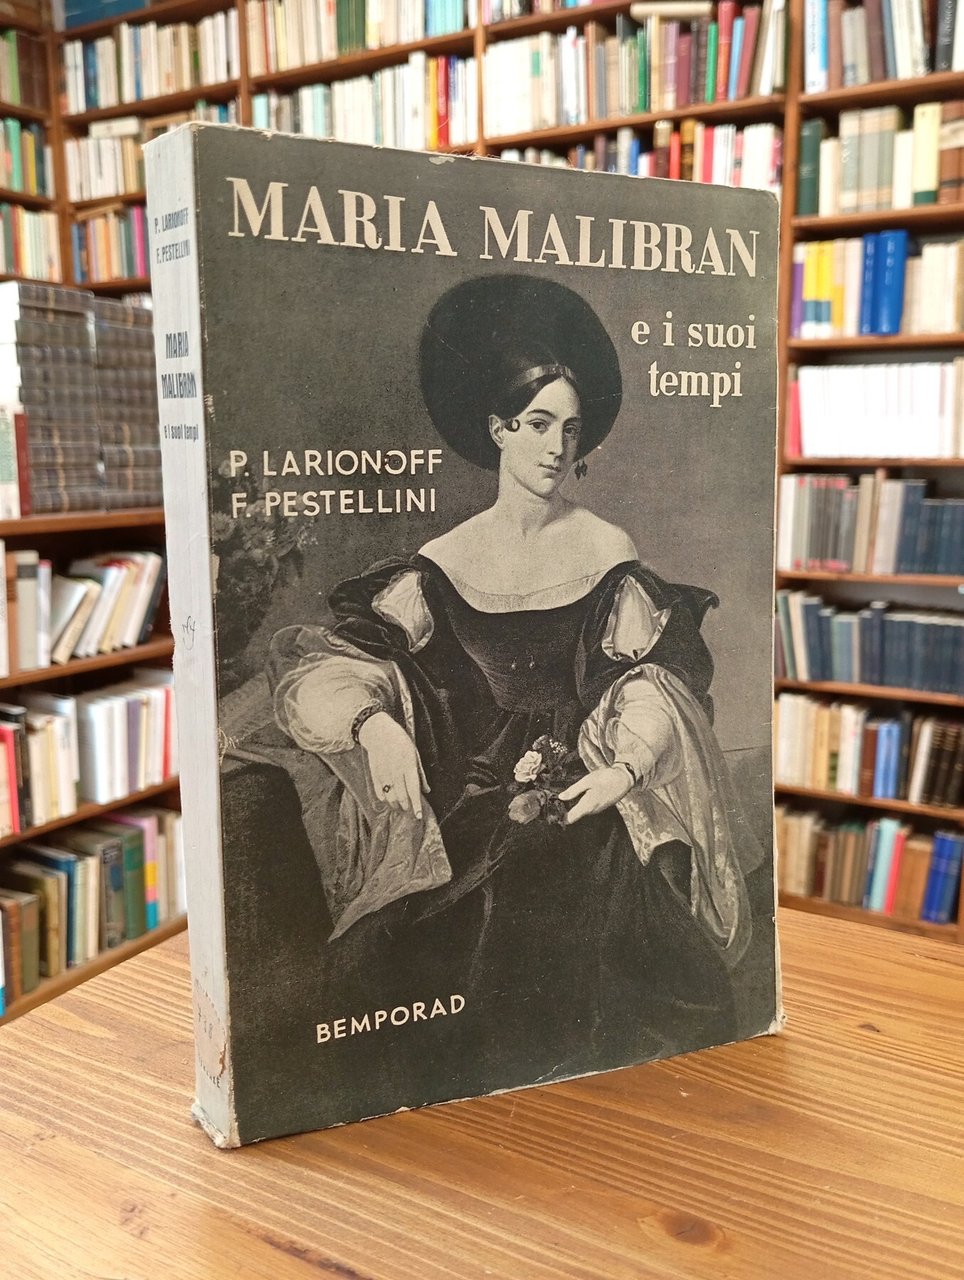 MARIA MALIBRAN
e i suoi
tempi
P. LARIONOFF
F. PESTELLINI
BEMPORAD
P. LARIONOFF
F. PESTELLINI
MARIA
MALIBRAN
e i suoi tempi